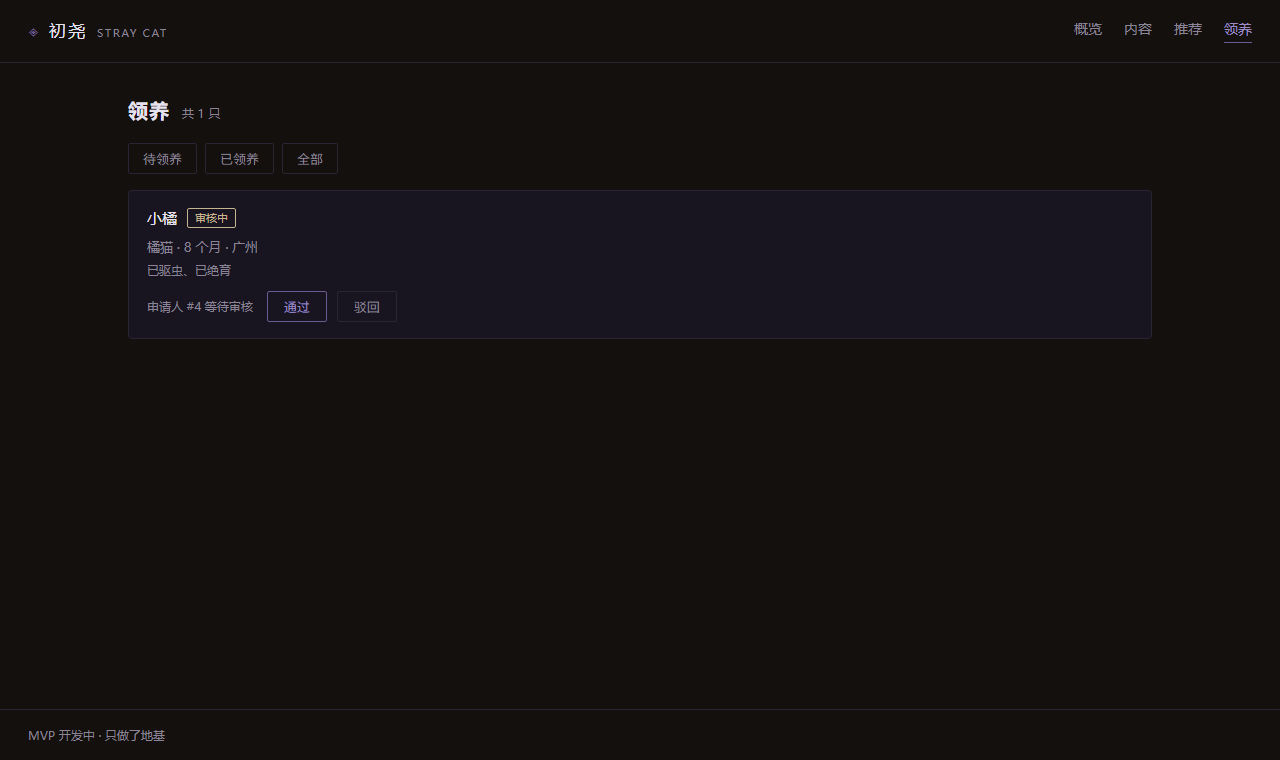 ◈ 初尧 STRAY CAT 概览 内容 推荐 领养
领养 共 1 只
待领养 已领养 全部
小橘 审核中
橘猫 · 8 个月 · 广州
已驱虫、已绝育
申请人 #4 等待审核 通过 驳回
MVP 开发中 · 只做了地基